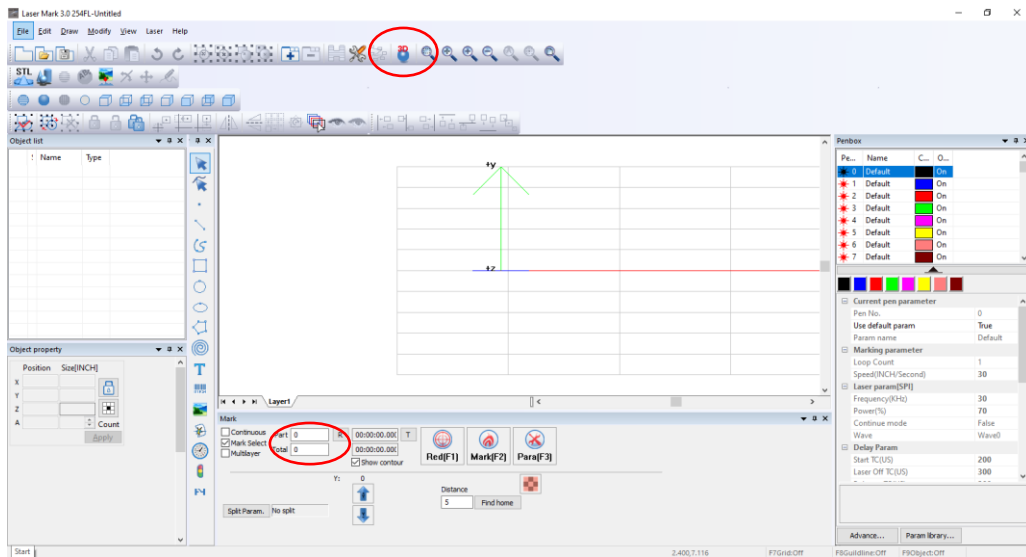 Laser Mark 3.0 254FL-Untitled
File Edit Draw Modify View Laser Help
3D
STL
Object list
! Name Type
+y
+z
Penbox
Pe... Name C... O...
0 Default On
1 Default On
2 Default On
3 Default On
4 Default On
5 Default On
6 Default On
7 Default On
Current pen parameter
Pen No. 0
Use default param True
Param name Default
Marking parameter
Loop Count 1
Speed(INCH/Second) 30
Laser param[SPI]
Frequency(KHz) 30
Power(%) 70
Continue mode False
Wave Wave0
Delay Param
Start TC(US) 200
Laser Off TC(US) 300
Advance... Param library...
Object property
Position Size[INCH]
X
Y
Z
A Count
Apply
T
Layer1
Mark
Continuous Part 0 R 00:00:00.00( T
Mark Select Total 0 00:00:00.00(
Multilayer Show contour
Red(F1) Mark(F2) Para(F3)
Y: 0
Distance
5 Find home
Split Param. No split
Start
2.400,7.116 F7Grid:Off F8Guildline:Off F9Object:Off